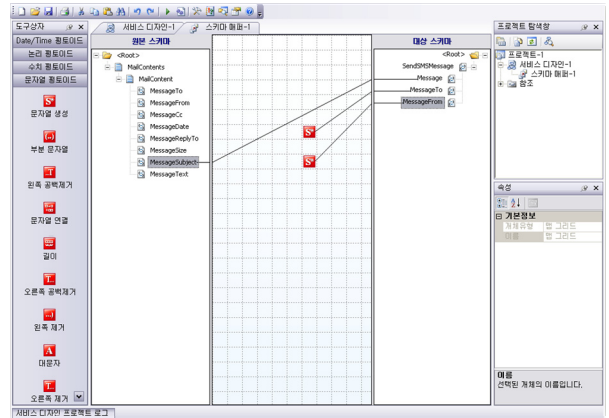 도구상자
서비스 디자인-1
스키마 매퍼-1
프로젝트 탐색창
Date/Time 펑토이드
논리 펑토이드
수치 펑토이드
문자열 펑토이드
문자열 생성
부분 문자열
왼쪽 공백제거
문자열 연결
길이
오른쪽 공백제거
왼쪽 제거
대문자
오른쪽 제거
원본 스키마
<Root>
MailContents
MailContent
MessageTo
MessageFrom
MessageCc
MessageDate
MessageReplyTo
MessageSize
MessageSubject
MessageText
대상 스키마
<Root>
SendSMSMessage
Message
MessageTo
MessageFrom
프로젝트-1
서비스 디자인-1
스키마 매퍼-1
참조
속성
기본정보
개체유형 맵 그리드
이름 맵 그리드
이름
선택된 개체의 이름입니다.
서비스 디자인 프로젝트 로그